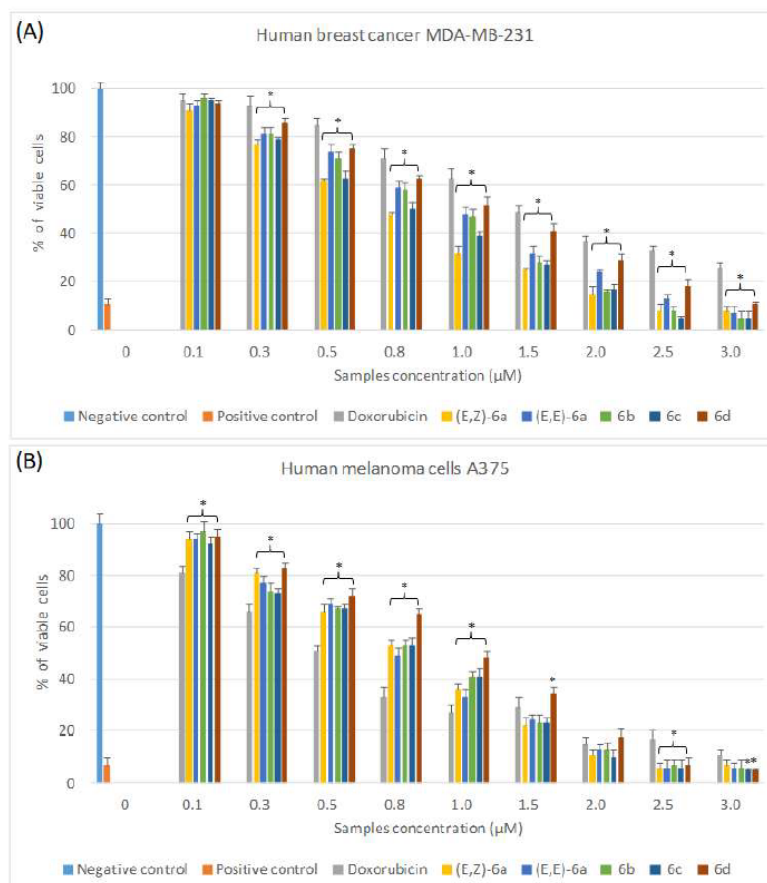 (A)
Human breast cancer MDA-MB-231
% of viable cells
100
80
60
40
20
0
* * * * * * * *
0 0.1 0.3 0.5 0.8 1.0 1.5 2.0 2.5 3.0
Samples concentration (µM)
Negative control Positive control Doxorubicin (E,Z)-6a (E,E)-6a 6b 6c 6d
(B)
Human melanoma cells A375
% of viable cells
100
80
60
40
20
0
* * * * * * * **
0 0.1 0.3 0.5 0.8 1.0 1.5 2.0 2.5 3.0
Samples concentration (µM)
Negative control Positive control Doxorubicin (E,Z)-6a (E,E)-6a 6b 6c 6d